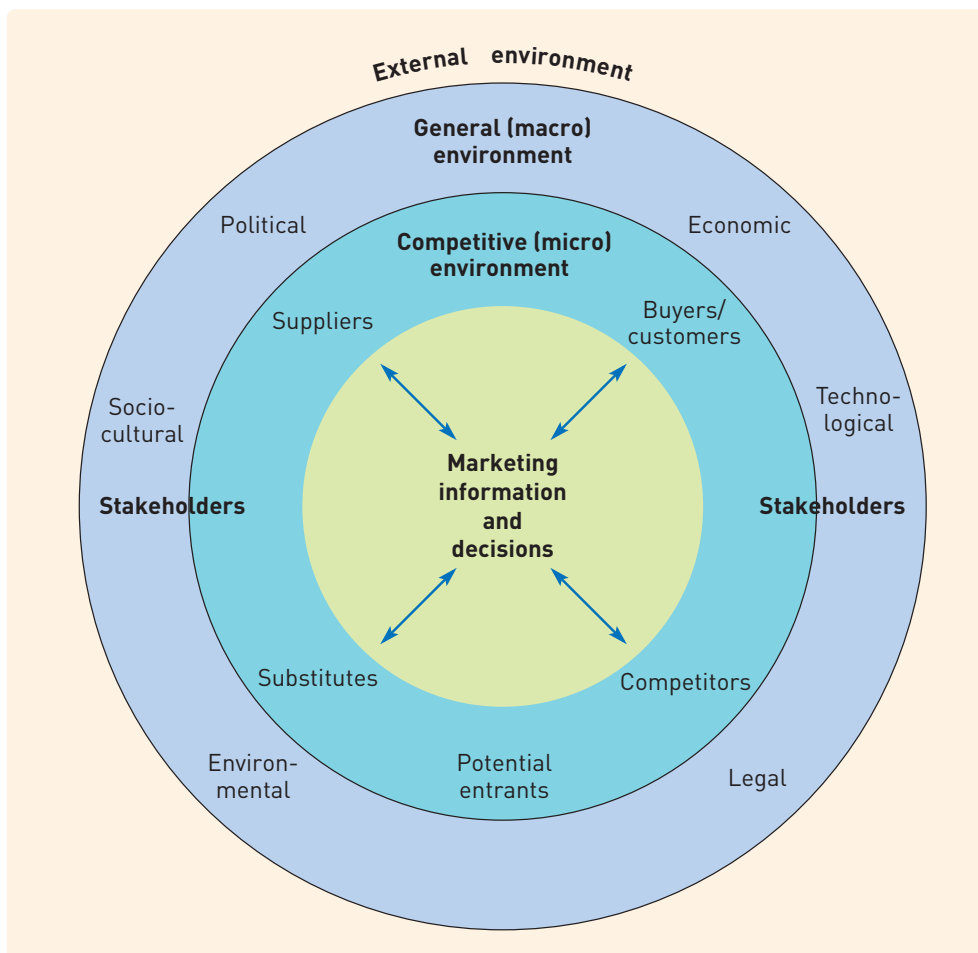 External environment
General (macro)
environment
Political
Economic
Competitive (micro)
environment
Suppliers
Buyers/
customers
Socio-
cultural
Techno-
logical
Marketing
information
and
decisions
Stakeholders
Stakeholders
Substitutes
Competitors
Environ-
mental
Potential
entrants
Legal